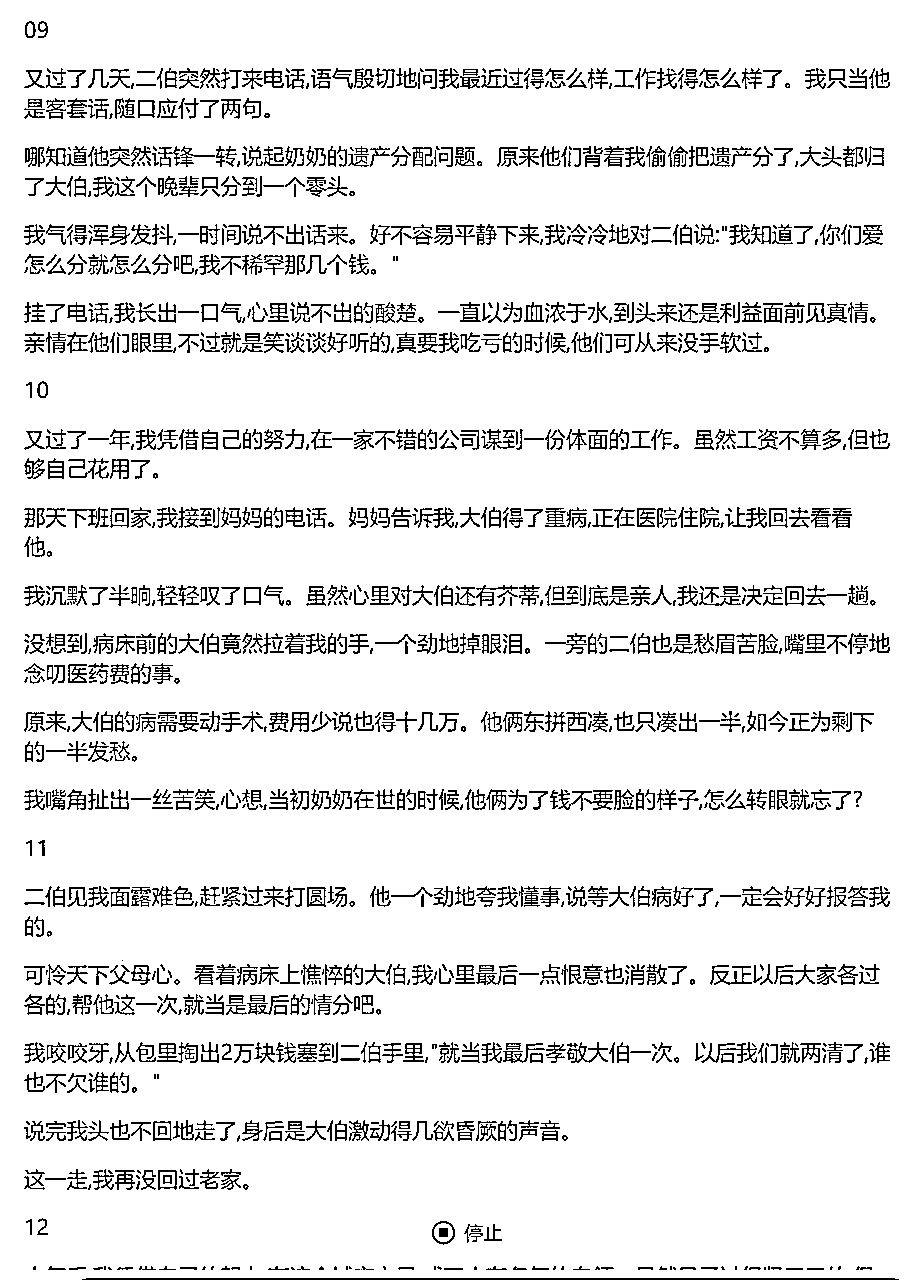 09
又过了几天,二伯突然打来电话,语气殷切地问我最近过得怎么样,工作找得怎么样了。我只当他
是客套话,随口应付了两句。
哪知道他突然话锋一转,说起奶奶的遗产分配问题。原来他们背着我偷偷把遗产分了,大头都归
了大伯,我这个晚辈只分到一个零头。
我气得浑身发抖,一时间说不出话来。好不容易平静下来,我冷冷地对二伯说:"我知道了,你们爱
怎么分就怎么分吧,我不稀罕那几个钱。"
挂了电话,我长出一口气,心里说不出的酸楚。一直以为血浓于水,到头来还是利益面前见真情。
亲情在他们眼里,不过就是笑谈谈好听的,真要我吃亏的时候,他们可从来没手软过。
10
又过了一年,我凭借自己的努力,在一家不错的公司谋到一份体面的工作。虽然工资不算多,但也
够自己花用了。
那天下班回家,我接到妈妈的电话。妈妈告诉我,大伯得了重病,正在医院住院,让我回去看看
他。
我沉默了半晌,轻轻叹了口气。虽然心里对大伯还有芥蒂,但到底是亲人,我还是决定回去一趟。
没想到,病床前的大伯竟然拉着我的手,一个劲地掉眼泪。一旁的二伯也是愁眉苦脸,嘴里不停地
念叨医药费的事。
原来,大伯的病需要动手术,费用少说也得十几万。他俩东拼西凑,也只凑出一半,如今正为剩下
的一半发愁。
我嘴角扯出一丝苦笑,心想,当初奶奶在世的时候,他俩为了钱不要脸的样子,怎么转眼就忘了?
11
二伯见我面露难色,赶紧过来打圆场。他一个劲地夸我懂事,说等大伯病好了,一定会好好报答我
的。
可怜天下父母心。看着病床上憔悴的大伯,我心里最后一点恨意也消散了。反正以后大家各过
各的,帮他这一次,就当是最后的情分吧。
我咬咬牙,从包里掏出2万块钱塞到二伯手里,"就当我最后孝敬大伯一次。以后我们就两清了,谁
也不欠谁的。"
说完我头也不回地走了,身后是大伯激动得几欲昏厥的声音。
这一走,我再没回过老家。
12
停止